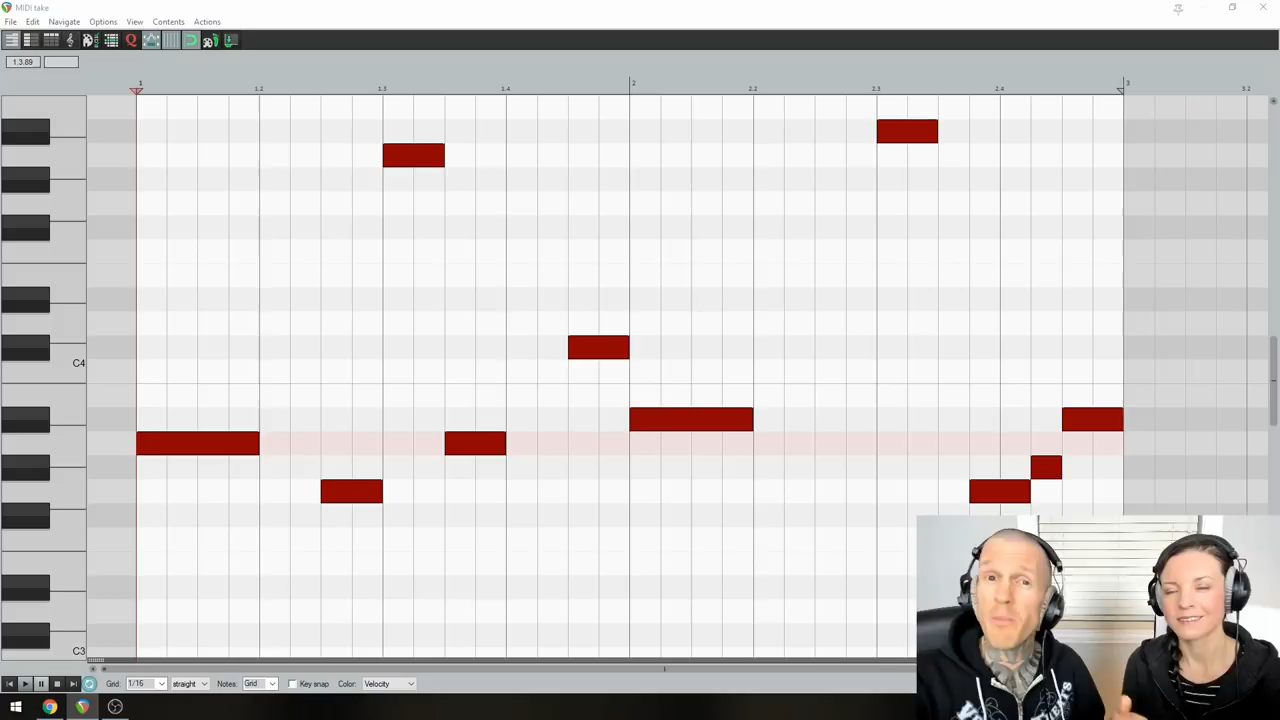 MIDI take
File Edit Navigate Options View Contents Actions
Q
1.3.89
1 1.2 1.3 1.4 2 2.2 2.3 2.4 3 3.2
C4
C3
Grid: 1/16 straight Notes: Grid Key snap Color: Velocity